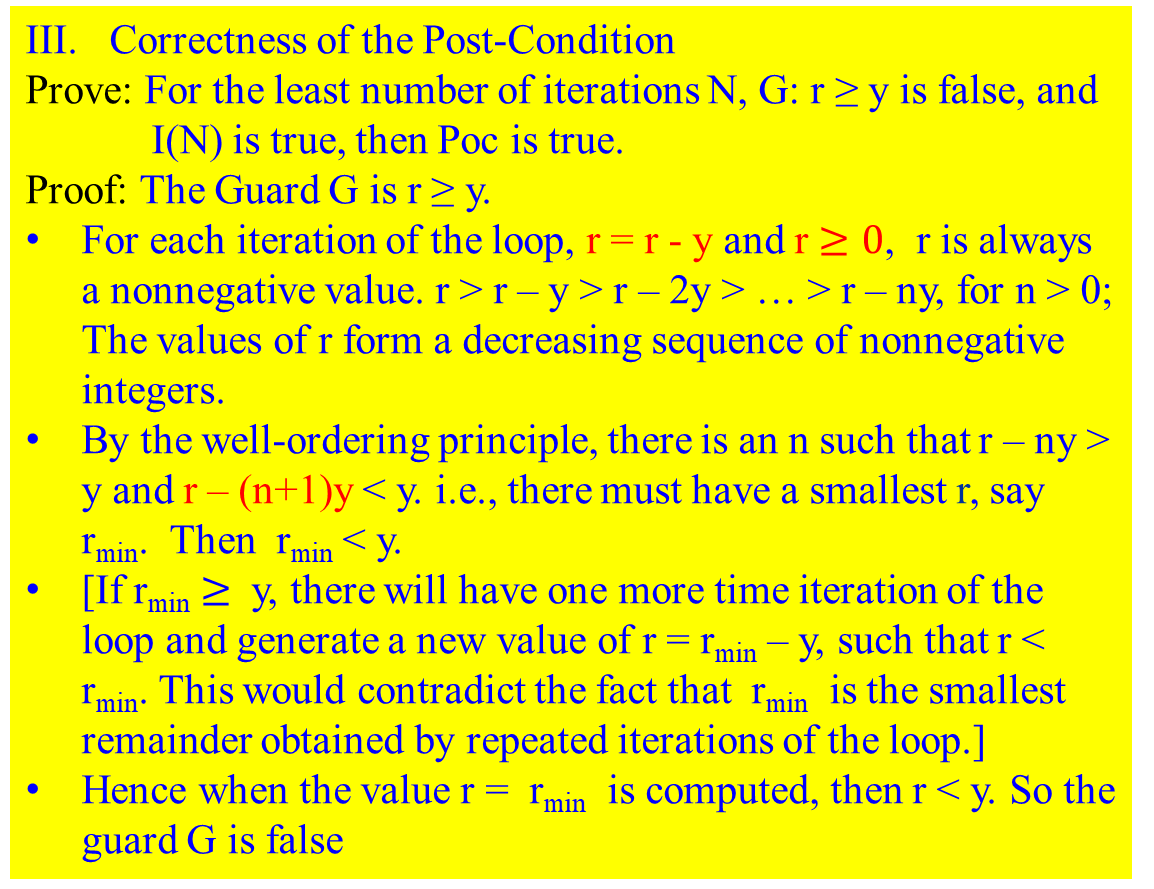 III. Correctness of the Post-Condition
Prove: For the least number of iterations N, G: r ≥ y is false, and
I(N) is true, then Poc is true.
Proof: The Guard G is r ≥ y.
• For each iteration of the loop, r = r - y and r ≥ 0, r is always
a nonnegative value. r > r – y > r – 2y > … > r – ny, for n > 0;
The values of r form a decreasing sequence of nonnegative
integers.
• By the well-ordering principle, there is an n such that r – ny >
y and r – (n+1)y < y. i.e., there must have a smallest r, say
rmin. Then rmin < y.
• [If rmin ≥ y, there will have one more time iteration of the
loop and generate a new value of r = rmin – y, such that r <
rmin. This would contradict the fact that rmin is the smallest
remainder obtained by repeated iterations of the loop.]
• Hence when the value r = rmin is computed, then r < y. So the
guard G is false